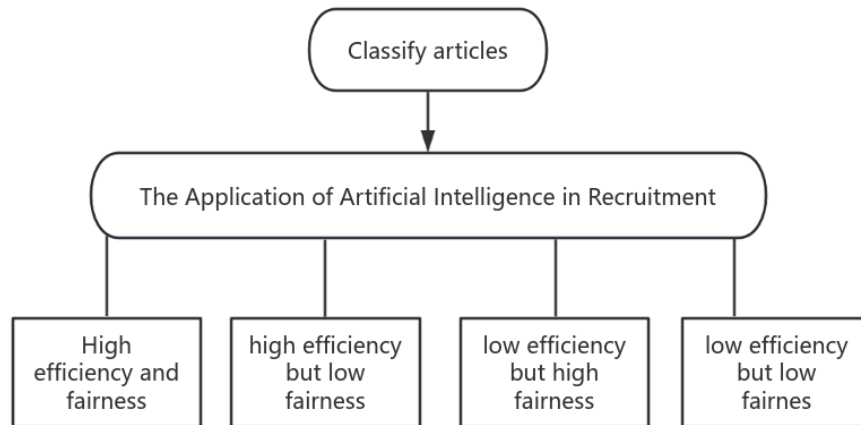 Classify articles
The Application of Artificial Intelligence in Recruitment
High
efficiency and
fairness
high efficiency
but low
fairness
low efficiency
but high
fairness
low efficiency
but low
fairnes